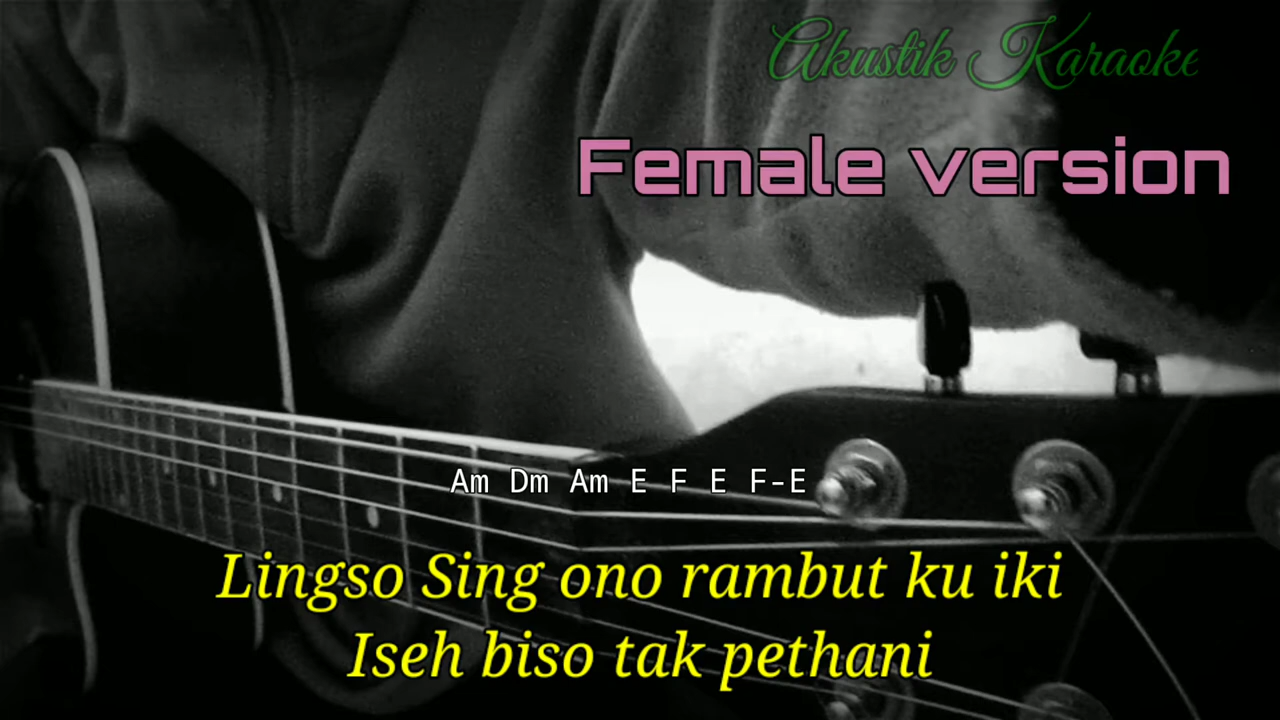 Akustik Karaoke
Female version
Am Dm Am E F E F-E
Lingso Sing ono rambut ku iki
Iseh biso tak pethani